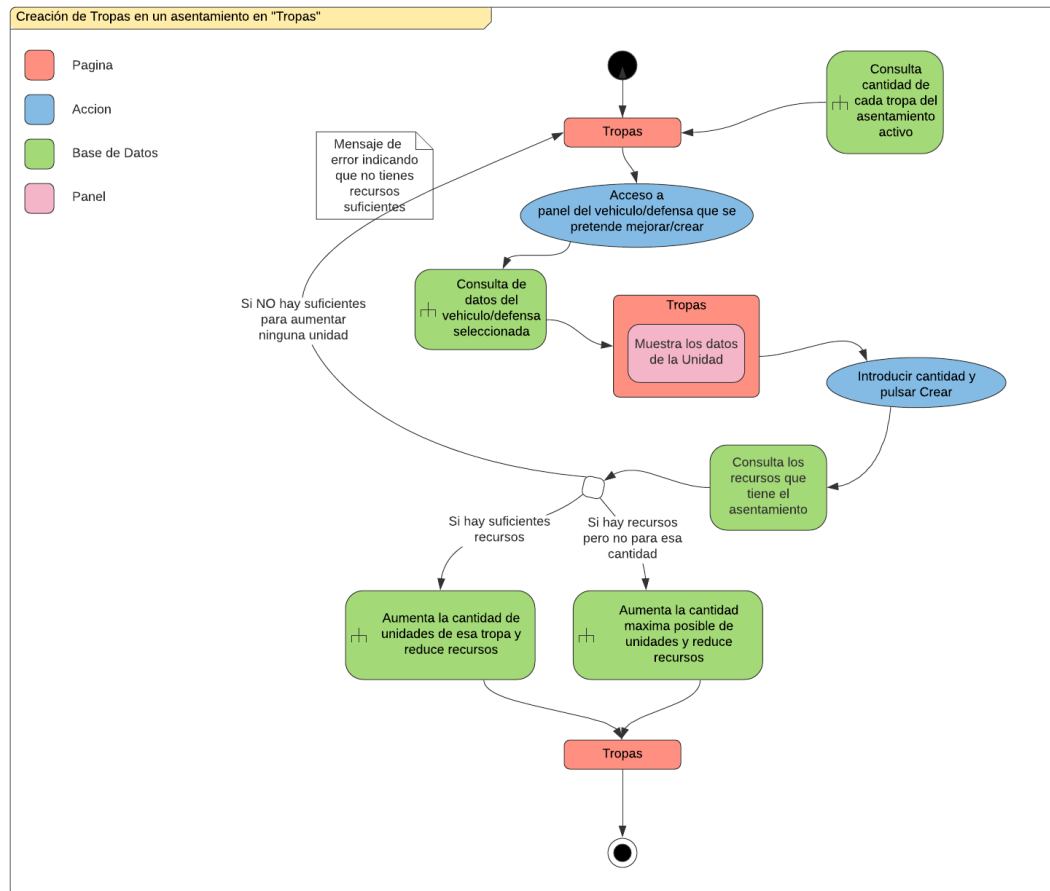 Creación de Tropas en un asentamiento en "Tropas"
Pagina
Accion
Base de Datos
Panel
Consulta
cantidad de
cada tropa del
asentamiento
activo
Tropas
Mensaje de
error indicando
que no tienes
recursos
suficientes
Acceso a
panel del vehiculo/defensa que se
pretende mejorar/crear
Consulta de
datos del
vehiculo/defensa
seleccionada
Tropas
Muestra los datos
de la Unidad
Introducir cantidad y
pulsar Crear
Si NO hay suficientes
para aumentar
ninguna unidad
Consulta los
recursos que
tiene el
asentamiento
Si hay suficientes
recursos
Si hay recursos
pero no para esa
cantidad
Aumenta la cantidad de
unidades de esa tropa y
reduce recursos
Aumenta la cantidad
maxima posible de
unidades y reduce
recursos
Tropas